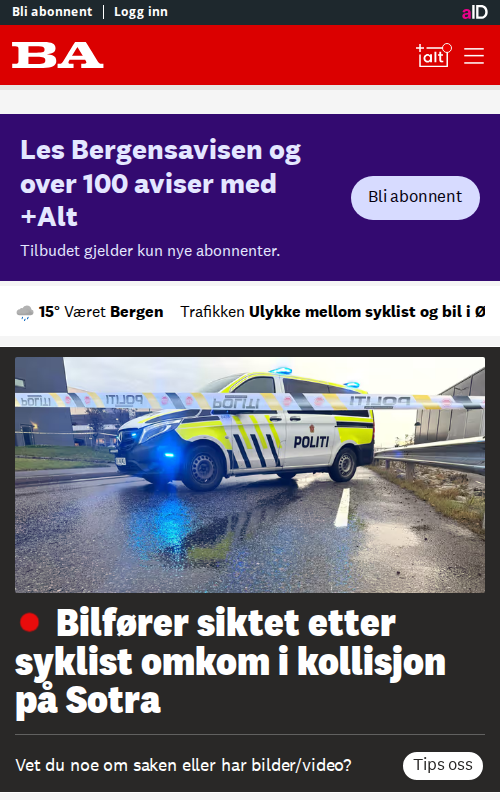 Bli abonnent | Logg inn
aID
BA
+alt
Les Bergensavisen og
over 100 aviser med
+Alt
Bli abonnent
Tilbudet gjelder kun nye abonnenter.
15° Været Bergen Trafikken Ulykke mellom syklist og bil i Ø
POLITI POLITI POLITI POLITI
POLITI
Bilfører siktet etter
syklist omkom i kollisjon
på Sotra
Vet du noe om saken eller har bilder/video?
Tips oss